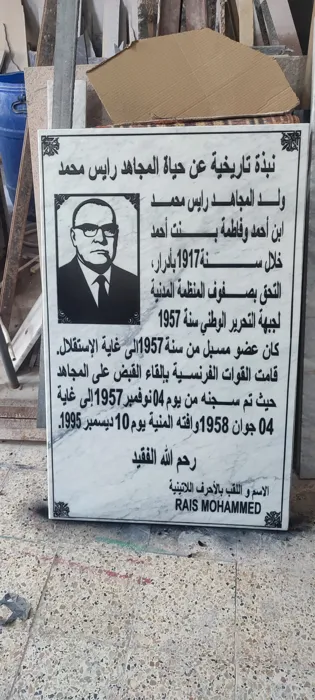 نبذة تاريخية عن حياة المجاهد رايس محمد
ولد المجاهد رايس محمد
ابن أحمد وفاطمة بنت أحمد
خلال سنة 1917 بأدرار،
التحق بصفوف المنظمة المدنية
لجبهة التحرير الوطني سنة 1957
كان عضو مسبل من سنة 1957 إلى غاية الإستقلال.
قامت القوات الفرنسية بإلقاء القبض على المجاهد
حيث تم سجنه من يوم 04 نوفمبر 1957 إلى غاية
04 جوان 1958 وافته المنية يوم 10 ديسمبر 1995.
رحم الله الفقيد
الاسم و اللقب بالأحرف اللاتينية
RAIS MOHAMMED